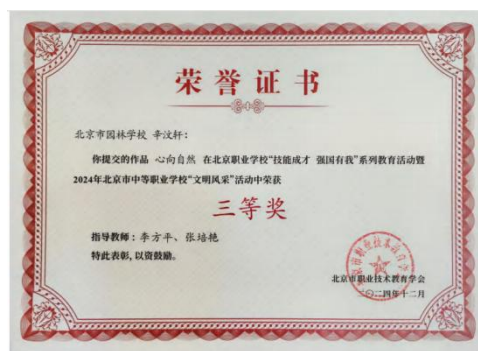 荣誉证书
北京市园林学校 辛汶轩：
你提交的作品 心向自然 在北京职业学校“技能成才 强国有我”系列教育活动暨
2024年北京市中等职业学校“文明风采”活动中荣获
三等奖
指导教师：李方平、张培艳
特此表彰，以资鼓励。
北京市职业技术教育学会
二〇二四年十二月